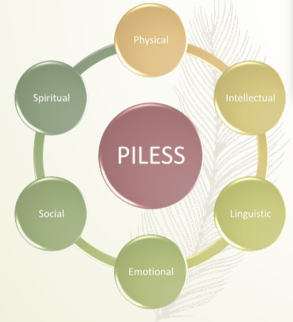 Physical
Intellectual
Linguistic
Emotional
Social
Spiritual
PILESS